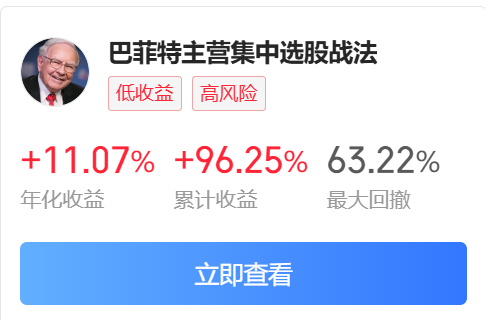 巴菲特主营集中选股战法
低收益 高风险
+11.07% +96.25% 63.22%
年化收益 累计收益 最大回撤
立即查看